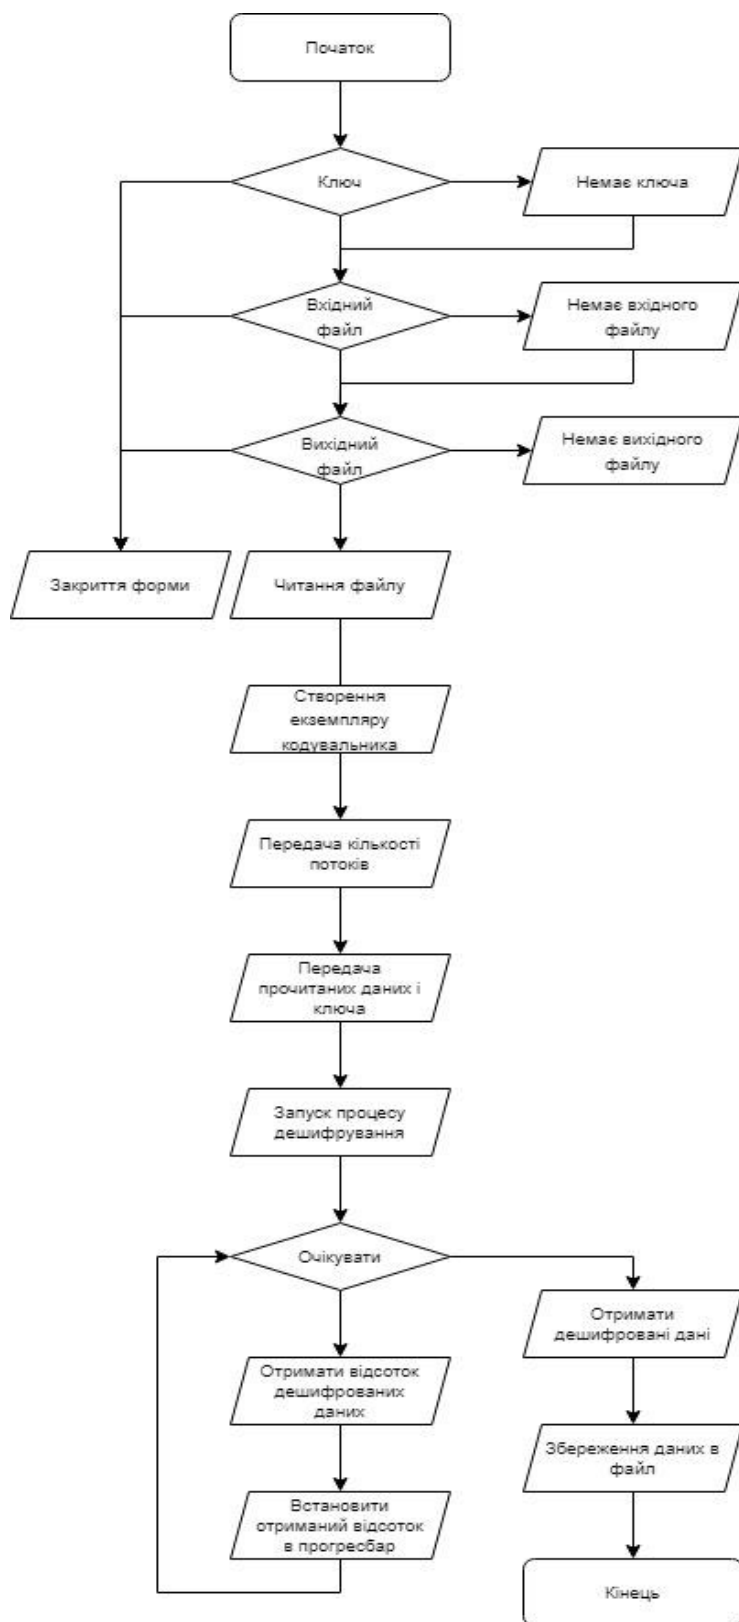 Початок
Ключ
Немає ключа
Вхідний
файл
Немає вхідного
файлу
Вихідний
файл
Немає вихідного
файлу
Закриття форми
Читання файлу
Створення
екземпляру
кодувальника
Передача кількості
потоків
Передача
прочитаних даних і
ключа
Запуск процесу
дешифрування
Очікувати
Отримати
дешифровані дані
Отримати відсоток
дешифрованих
даних
Збереження даних в
файл
Встановити
отриманий відсоток
в прогресбар
Кінець